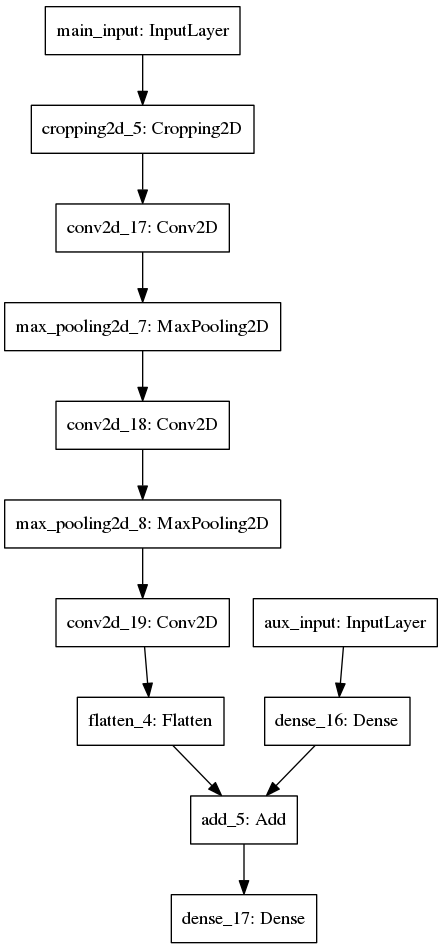 main_input: InputLayer
cropping2d_5: Cropping2D
conv2d_17: Conv2D
max_pooling2d_7: MaxPooling2D
conv2d_18: Conv2D
max_pooling2d_8: MaxPooling2D
conv2d_19: Conv2D
aux_input: InputLayer
flatten_4: Flatten
dense_16: Dense
add_5: Add
dense_17: Dense